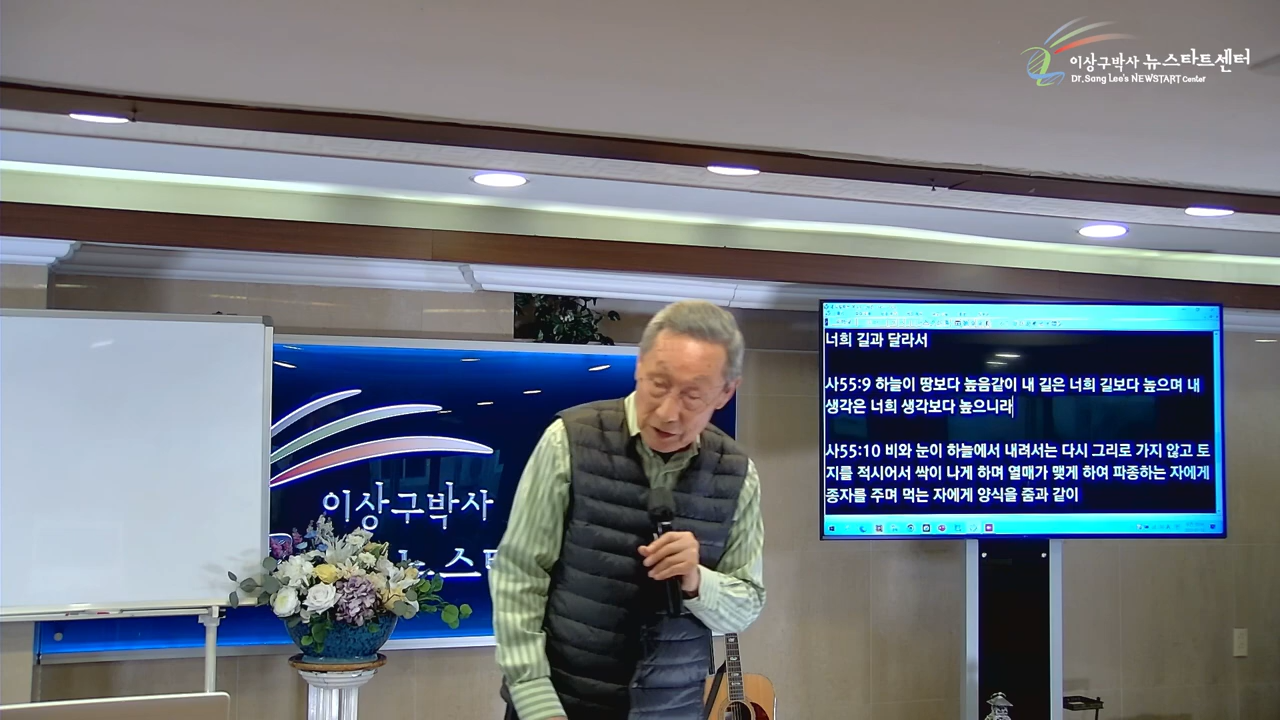 이상구박사 뉴스타트센터
Dr. Sang Lee's NEWSTART Center
너희 길과 달라서
사55:9 하늘이 땅보다 높음같이 내 길은 너희 길보다 높으며 내
생각은 너희 생각보다 높으니라
사55:10 비와 눈이 하늘에서 내려서는 다시 그리로 가지 않고 토
지를 적시어서 싹이 나게 하며 열매가 맺게 하여 파종하는 자에게
종자를 주며 먹는 자에게 양식을 줌과 같이
이상구박사
뉴스